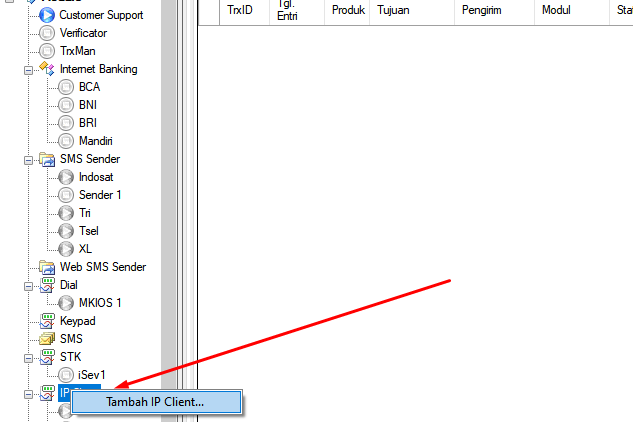 TrxID
Tgl.
Entri
Produk
Tujuan
Pengirim
Modul
Customer Support
Verificator
TrxMan
Internet Banking
BCA
BNI
BRI
Mandiri
SMS Sender
Indosat
Sender 1
Tri
Tsel
XL
Web SMS Sender
Dial
MKIOS 1
Keypad
SMS
STK
iSev1
IP
Tambah IP Client...